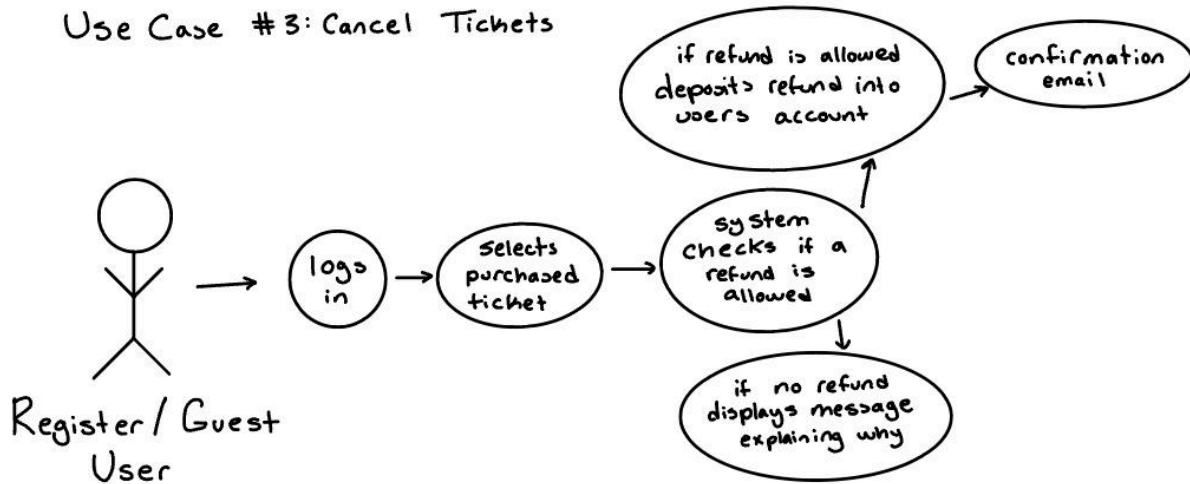 Use Case #3: Cancel Tickets
if refund is allowed
deposits refund into
users account
confirmation
email
logs
in
selects
purchased
ticket
system
checks if a
refund is
allowed
if no refund
displays message
explaining why
Register/Guest
User